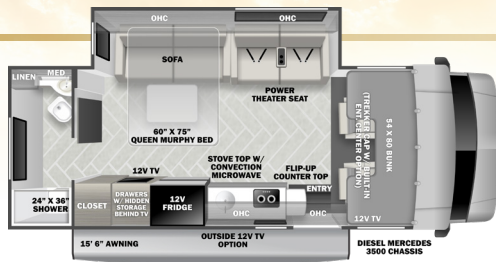 OHC
OHC
SOFA
LINEN
MED
POWER
THEATER SEAT
60" X 75"
QUEEN MURPHY BED
54 X 80 BUNK
(TREKKER CAP W/ BUILT-IN
ENT. CENTER OPTION)
12V TV
STOVE TOP W/
CONVECTION
MICROWAVE
FLIP-UP
COUNTER TOP
ENTRY
24" X 36"
SHOWER
CLOSET
DRAWERS
W/ HIDDEN
STORAGE
BEHIND TV
12V
FRIDGE
OHC
OHC
12V TV
15' 6" AWNING
OUTSIDE 12V TV
OPTION
DIESEL MERCEDES
3500 CHASSIS